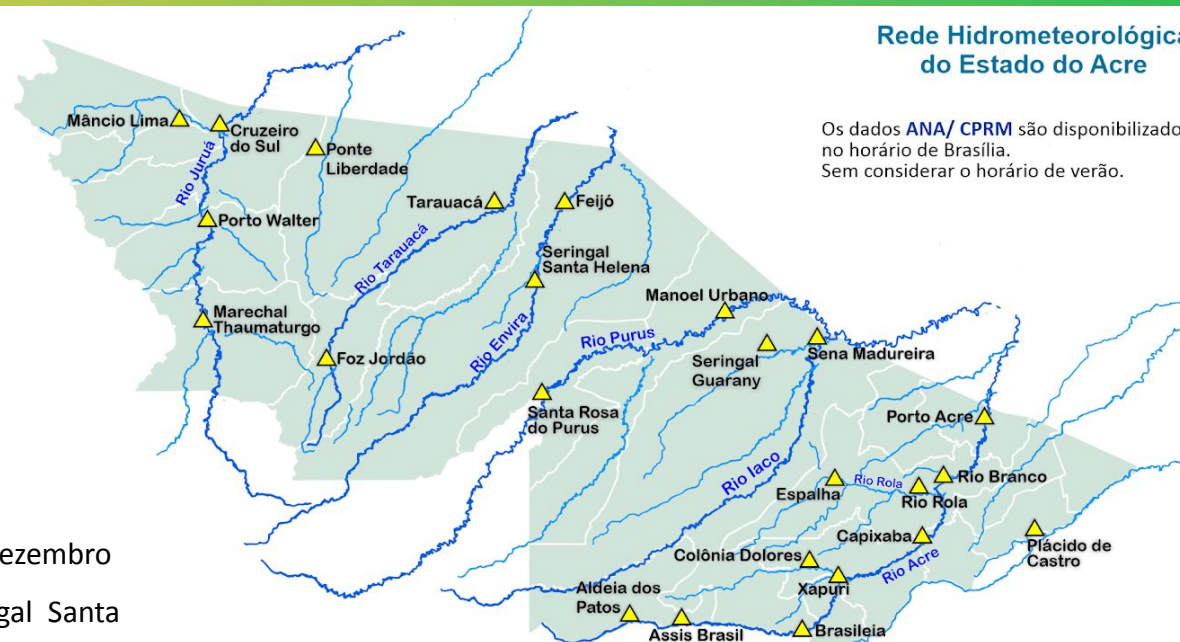 Rede Hidrometeorológica
do Estado do Acre
Os dados ANA/ CPRM são disponibilizado
no horário de Brasília.
Sem considerar o horário de verão.
Mâncio Lima
Cruzeiro
do Sul
Ponte
Liberdade
Rio Juruá
Porto Walter
Tarauacá
Feijó
Rio Tarauacá
Seringal
Santa Helena
Marechal
Thaumaturgo
Foz Jordão
Rio Envira
Manoel Urbano
Rio Purus
Seringal
Guarany
Sena Madureira
Santa Rosa
do Purus
Porto Acre
Rio Iaco
Espalha
Rio Rola
Rio Rola
Rio Branco
Capixaba
Plácido de
Castro
Colônia Dolores
Rio Acre
Xapuri
Aldeia dos
Patos
Assis Brasil
Brasileia
ezembro
gal Santa